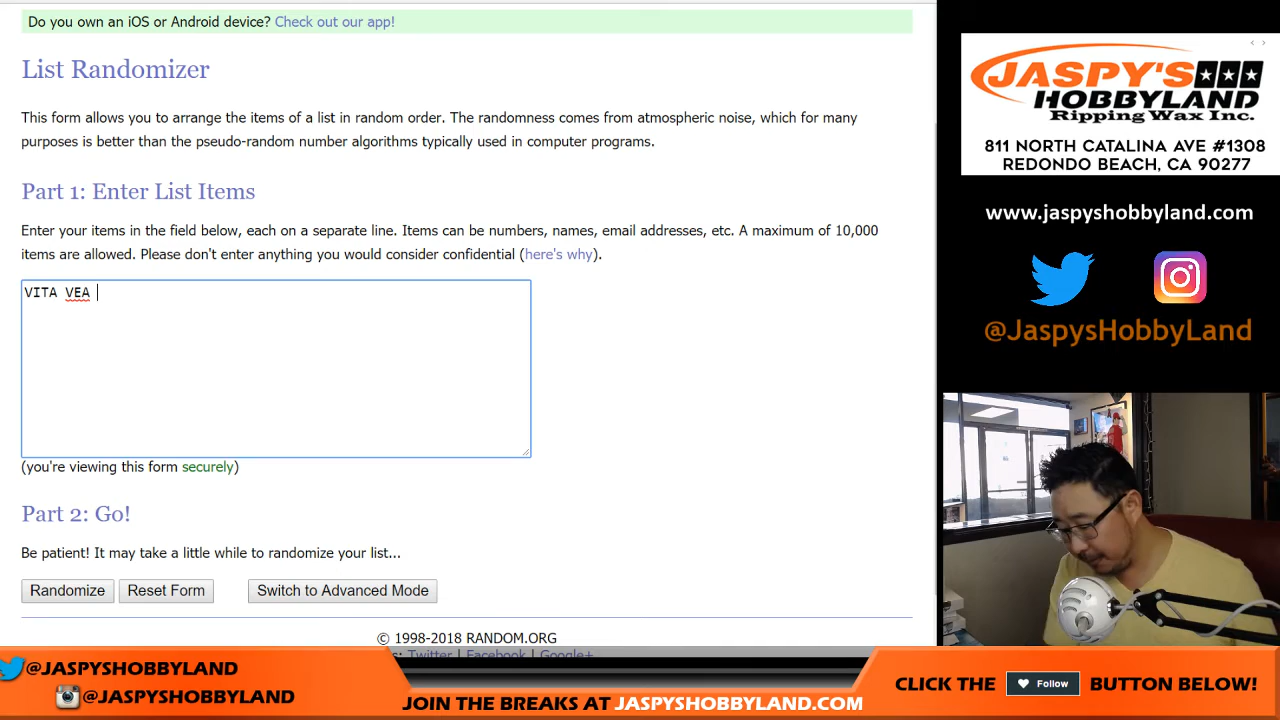 Do you own an iOS or Android device? Check out our app!
List Randomizer
This form allows you to arrange the items of a list in random order. The randomness comes from atmospheric noise, which for many
purposes is better than the pseudo-random number algorithms typically used in computer programs.
Part 1: Enter List Items
Enter your items in the field below, each on a separate line. Items can be numbers, names, email addresses, etc. A maximum of 10,000
items are allowed. Please don't enter anything you would consider confidential (here's why).
VITA VEA
(you're viewing this form securely)
Part 2: Go!
Be patient! It may take a little while to randomize your list...
Randomize Reset Form Switch to Advanced Mode
© 1998-2018 RANDOM.ORG
Twitter | Facebook | Google+
JASPY'S
HOBBYLAND
Ripping Wax Inc.
811 NORTH CATALINA AVE #1308
REDONDO BEACH, CA 90277
www.jaspyshobbyland.com
@JaspysHobbyLand
@JASPYSHOBBYLAND
@JASPYSHOBBYLAND
JOIN THE BREAKS AT JASPYSHOBBYLAND.COM
CLICK THE Follow BUTTON BELOW!